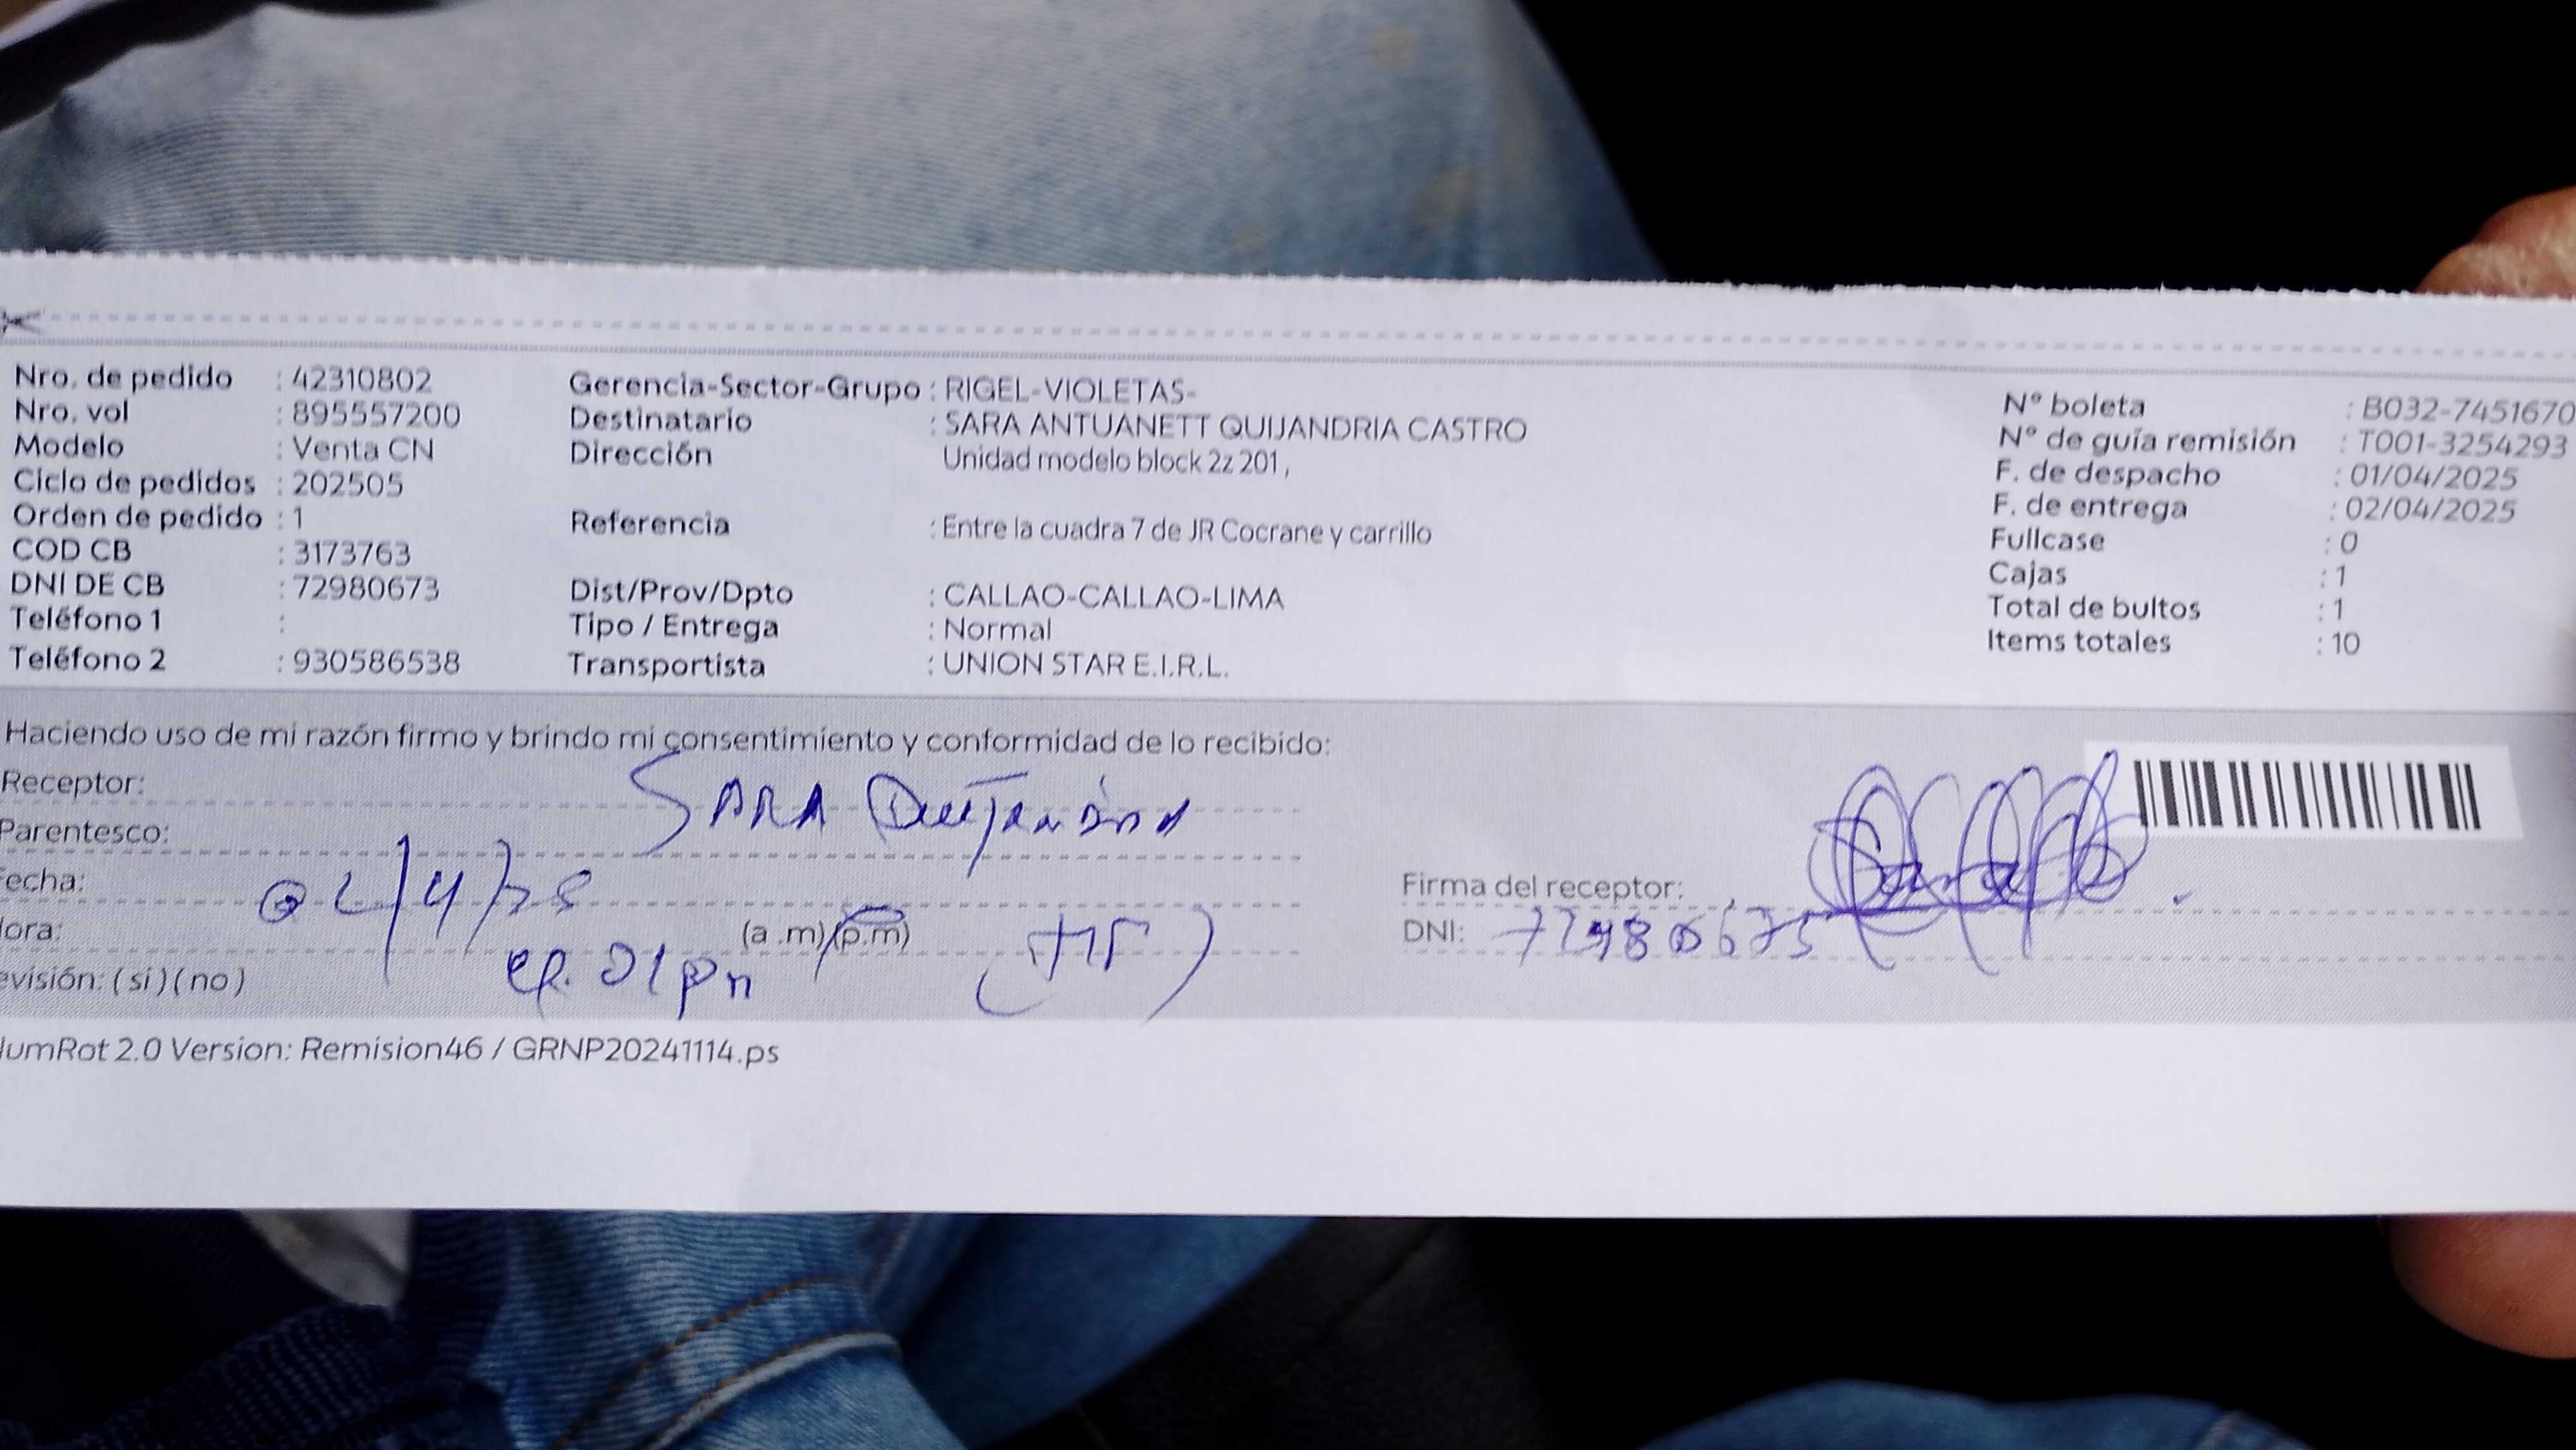 Nro. de pedido : 42310802
Nro. vol : 895557200
Modelo : Venta CN
Ciclo de pedidos : 202505
Orden de pedido : 1
COD CB : 3173763
DNI DE CB : 72980673
Teléfono 1 :
Teléfono 2 : 930586538
Gerencia-Sector-Grupo : RIGEL-VIOLETAS-
Destinatario : SARA ANTUANETT QUIJANDRIA CASTRO
Dirección Unidad modelo block 2z 201 ,
Referencia : Entre la cuadra 7 de JR Cocrane y carrillo
Dist/Prov/Dpto : CALLAO-CALLAO-LIMA
Tipo / Entrega : Normal
Transportista : UNION STAR E.I.R.L.
N° boleta : B032-7451670
N° de guía remisión : T001-3254293
F. de despacho : 01/04/2025
F. de entrega : 02/04/2025
Fullcase : 0
Cajas : 1
Total de bultos : 1
Items totales : 10
Haciendo uso de mi razón firmo y brindo mi consentimiento y conformidad de lo recibido:
Receptor: SARA
Parentesco:
echa:
ora: (a .m)(p.m)
evisión: ( si ) ( no )
Firma del receptor:
DNI:
umRot 2.0 Version: Remision46 / GRNP20241114.ps